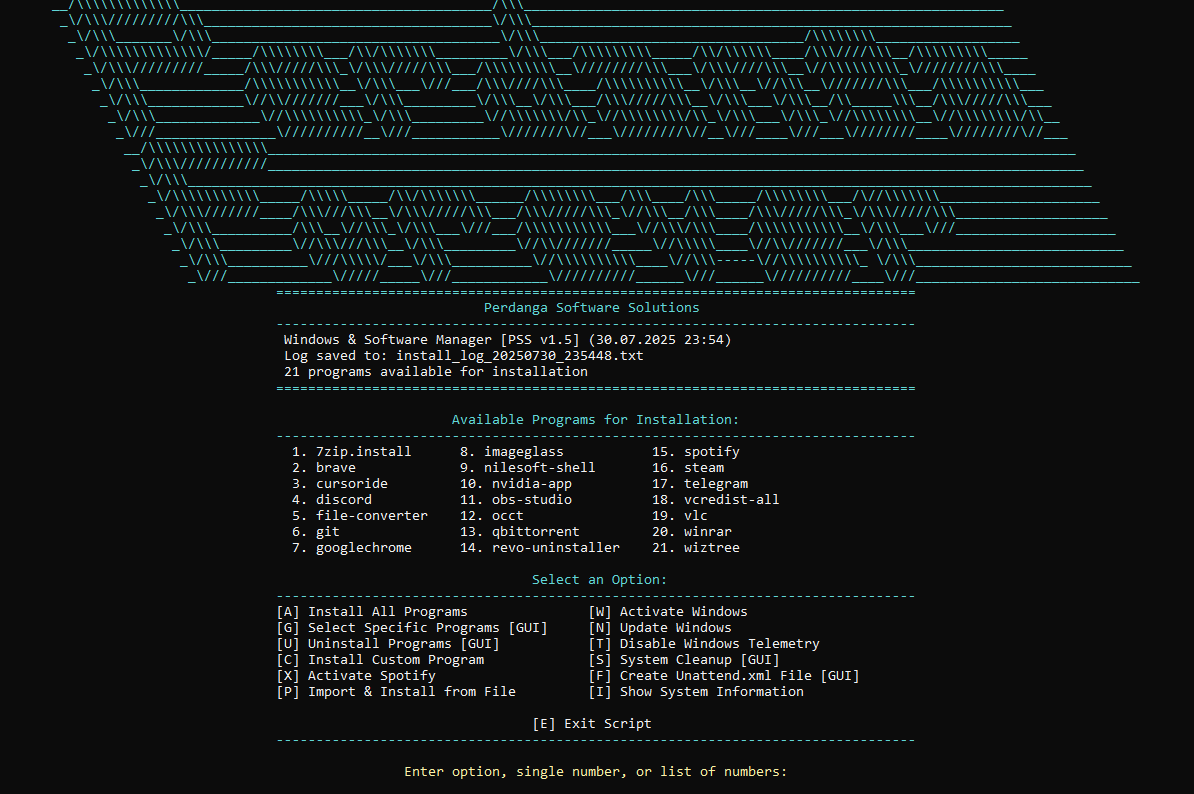 Perdanga Forever
Perdanga Software Solutions
Windows & Software Manager [PSS v1.5] (30.07.2025 23:54)
Log saved to: install_log_20250730_235448.txt
21 programs available for installation
Available Programs for Installation:
1. 7zip.install 8. imageglass 15. spotify
2. brave 9. nilesoft-shell 16. steam
3. cursoride 10. nvidia-app 17. telegram
4. discord 11. obs-studio 18. vcredist-all
5. file-converter 12. occt 19. vlc
6. git 13. qbittorrent 20. winrar
7. googlechrome 14. revo-uninstaller 21. wiztree
Select an Option:
[A] Install All Programs [W] Activate Windows
[G] Select Specific Programs [GUI] [N] Update Windows
[U] Uninstall Programs [GUI] [T] Disable Windows Telemetry
[C] Install Custom Program [S] System Cleanup [GUI]
[X] Activate Spotify [F] Create Unattend.xml File [GUI]
[P] Import & Install from File [I] Show System Information
[E] Exit Script
Enter option, single number, or list of numbers: